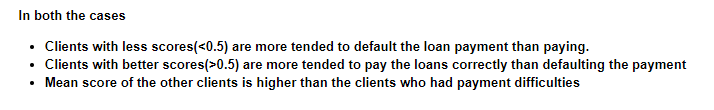 In both the cases
• Clients with less scores(<0.5) are more tended to default the loan payment than paying.
• Clients with better scores(>0.5) are more tended to pay the loans correctly than defaulting the payment
• Mean score of the other clients is higher than the clients who had payment difficulties